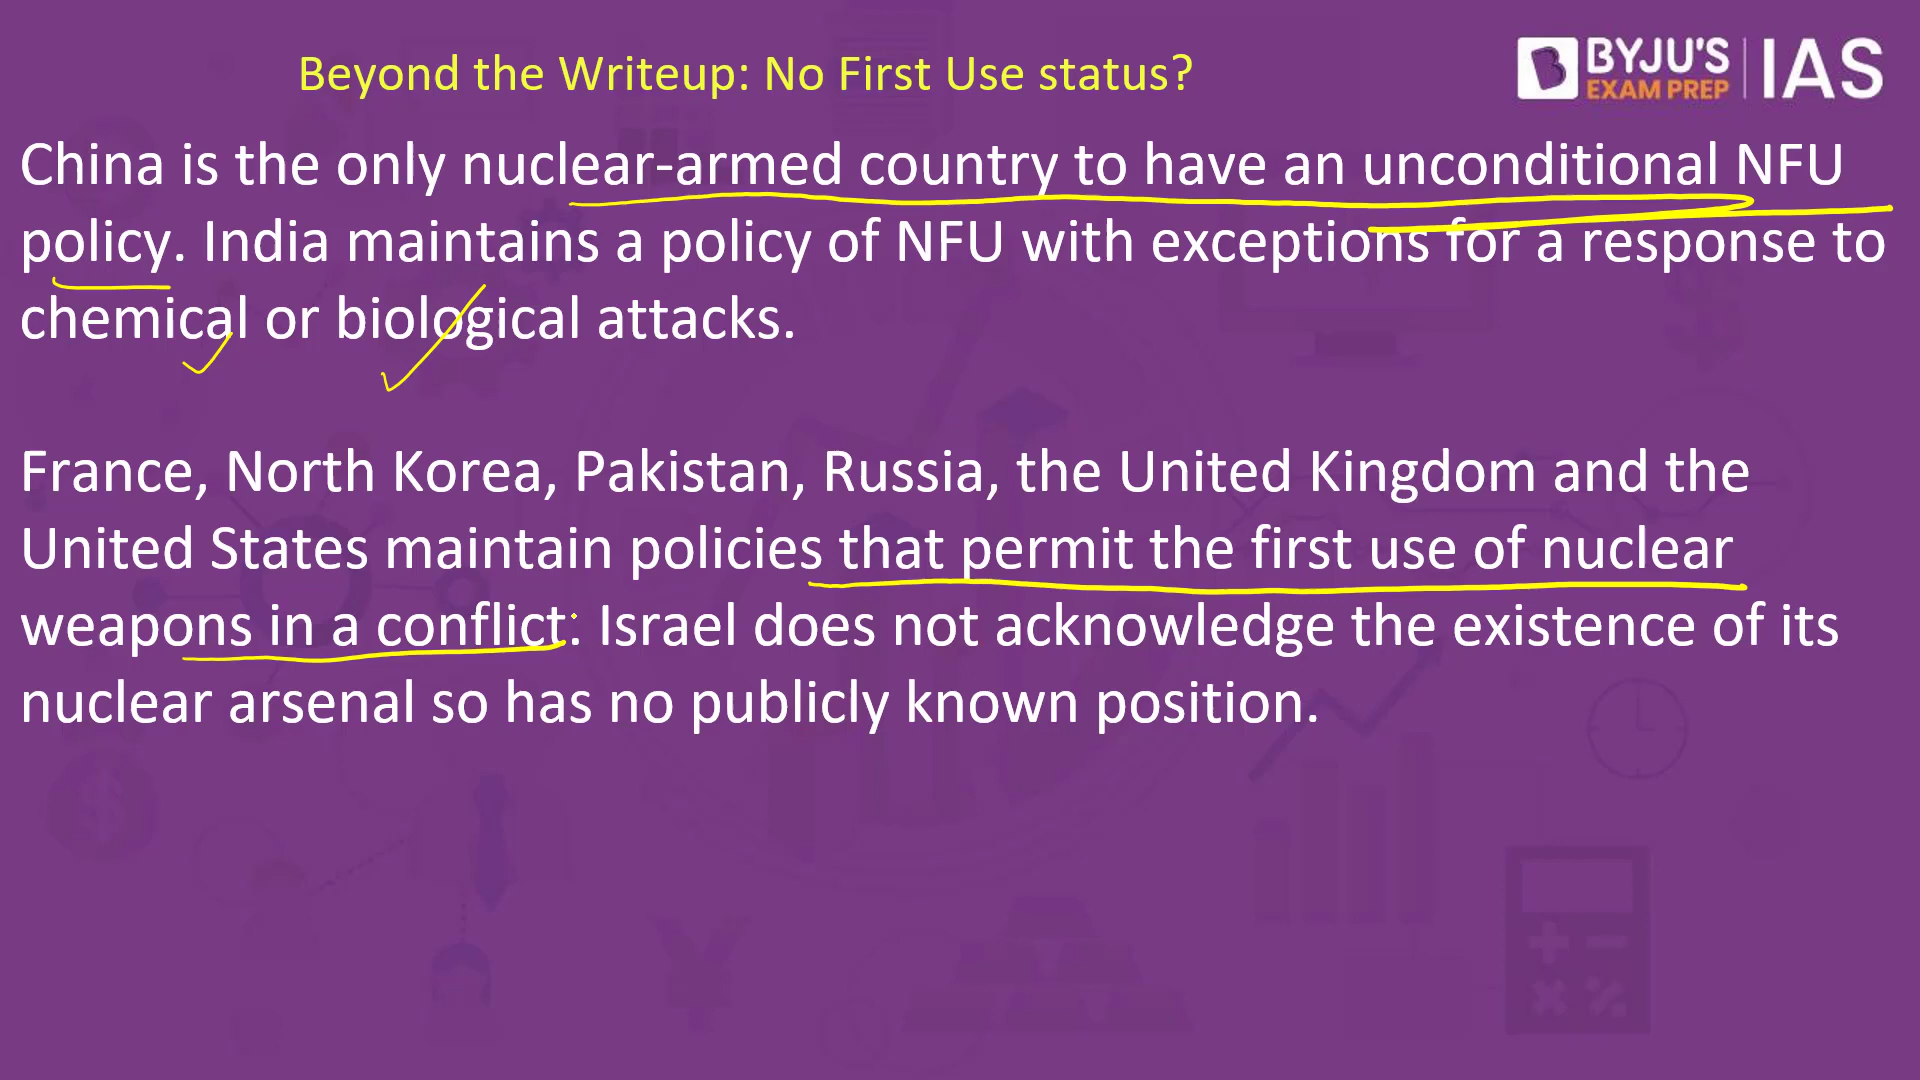 Beyond the Writeup: No First Use status?
BYJU'S
EXAM PREP
IAS
China is the only nuclear-armed country to have an unconditional NFU
policy. India maintains a policy of NFU with exceptions for a response to
chemical or biological attacks.
France, North Korea, Pakistan, Russia, the United Kingdom and the
United States maintain policies that permit the first use of nuclear
weapons in a conflict. Israel does not acknowledge the existence of its
nuclear arsenal so has no publicly known position.